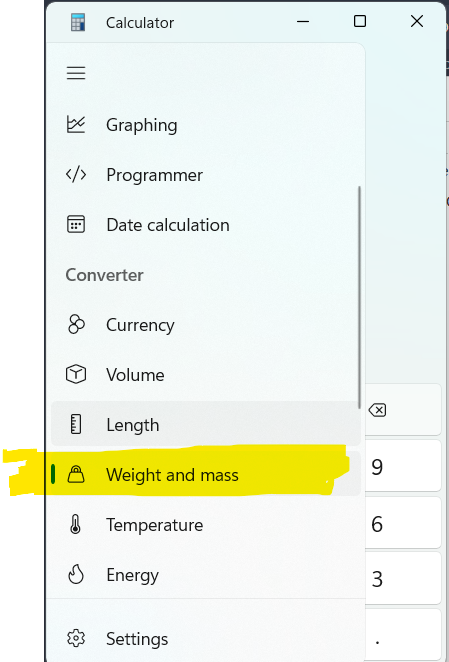 Calculator
Graphing
Programmer
Date calculation
Converter
Currency
Volume
Length
Weight and mass
9
Temperature
6
Energy
3
Settings
.